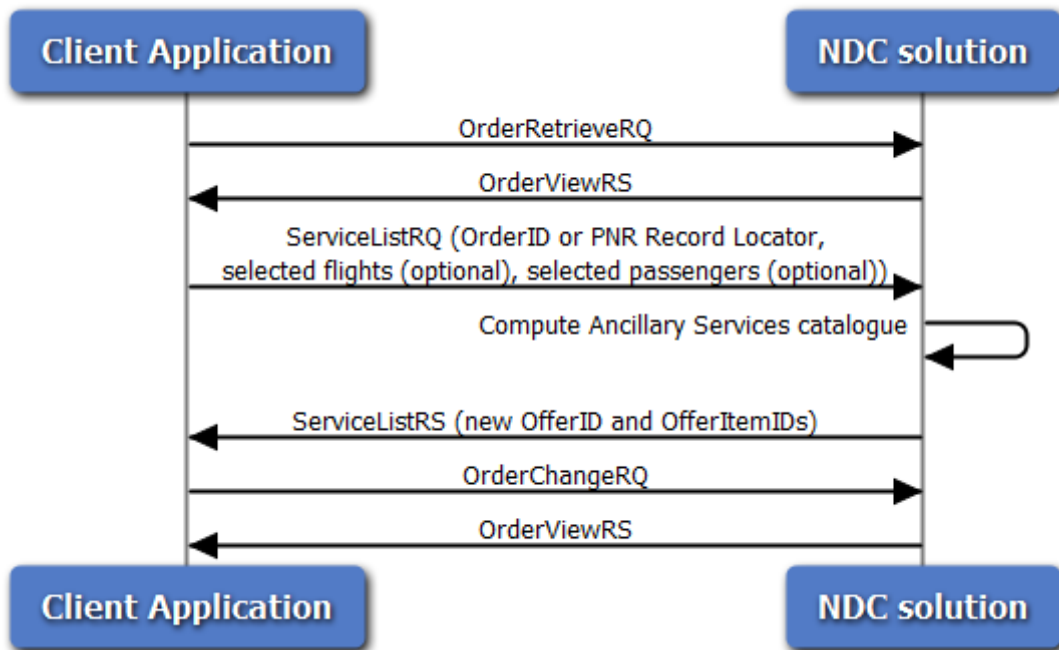 Client Application
NDC solution
OrderRetrieveRQ
OrderViewRS
ServiceListRQ (OrderID or PNR Record Locator,
selected flights (optional), selected passengers (optional))
Compute Ancillary Services catalogue
ServiceListRS (new OfferID and OfferItemIDs)
OrderChangeRQ
OrderViewRS
Client Application
NDC solution